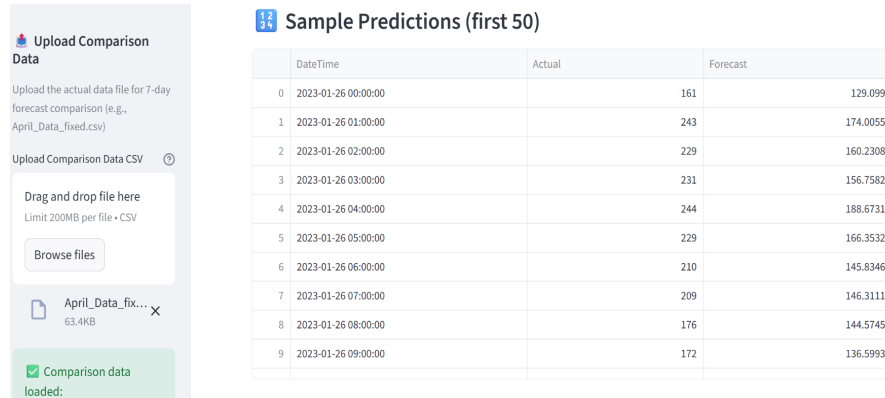 Upload Comparison
Data
Upload the actual data file for 7-day
forecast comparison (e.g.,
April_Data_fixed.csv)
Upload Comparison Data CSV
Drag and drop file here
Limit 200MB per file • CSV
Browse files
April_Data_fix...
63.4KB
Comparison data
loaded:
Sample Predictions (first 50)
DateTime Actual Forecast
0 2023-01-26 00:00:00 161 129.099
1 2023-01-26 01:00:00 243 174.0055
2 2023-01-26 02:00:00 229 160.2308
3 2023-01-26 03:00:00 231 156.7582
4 2023-01-26 04:00:00 244 188.6731
5 2023-01-26 05:00:00 229 166.3532
6 2023-01-26 06:00:00 210 145.8346
7 2023-01-26 07:00:00 209 146.3111
8 2023-01-26 08:00:00 176 144.5745
9 2023-01-26 09:00:00 172 136.5993